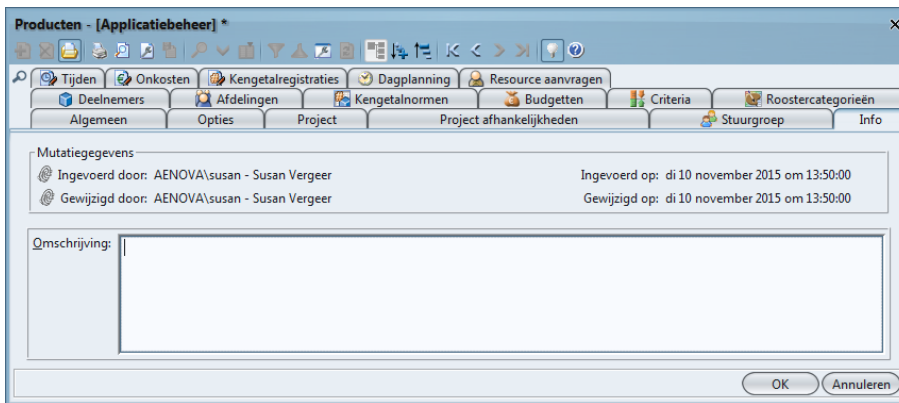 Producten - [Applicatiebeheer] *
Tijden Onkosten Kengetalregistraties Dagplanning Resource aanvragen
Deelnemers Afdelingen Kengetalnormen Budgetten Criteria Roostercategorieën
Algemeen Opties Project Project afhankelijkheden Stuurgroep Info
Mutatiegegevens
Ingevoerd door: AENOVA\susan - Susan Vergeer Ingevoerd op: di 10 november 2015 om 13:50:00
Gewijzigd door: AENOVA\susan - Susan Vergeer Gewijzigd op: di 10 november 2015 om 13:50:00
Omschrijving:
OK Annuleren